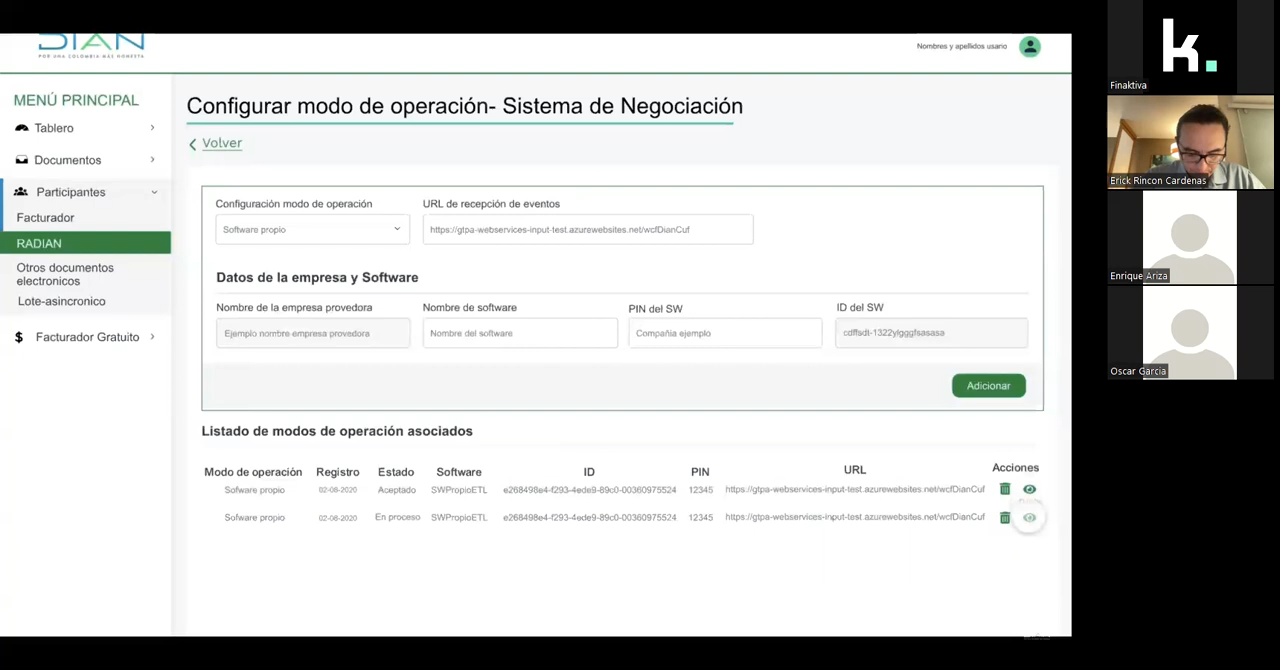 DIAN
POR UNA COLOMBIA MÁS HONESTA
Nombres y apellidos usario
MENÚ PRINCIPAL
Tablero
Documentos
Participantes
Facturador
RADIAN
Otros documentos
electronicos
Lote-asincronico
$ Facturador Gratuito
Configurar modo de operación- Sistema de Negociación
Volver
Configuración modo de operación
URL de recepción de eventos
Software propio
https://gtpa-webservices-input-test.azurewebsites.net/wcfDianCuf
Datos de la empresa y Software
Nombre de la empresa provedora
Nombre de software
PIN del SW
ID del SW
Ejemplo nombre empresa provedora
Nombre del software
Compañia ejemplo
Adicionar
Listado de modos de operación asociados
Modo de operación Registro Estado Software ID PIN URL Acciones
Sofware propio 02-08-2020 Aceptado SWPropioETL e268498e4-f293-4ede9-89c0-00360975524 12345 https://gtpa-webservices-input-test.azurewebsites.net/wcfDianCuf
Sofware propio 02-08-2020 En proceso SWPropioETL e268498e4-f293-4ede9-89c0-00360975524 12345 https://gtpa-webservices-input-test.azurewebsites.net/wcfDianCuf
k.
Finaktiva
Erick Rincon Cardenas
Enrique Ariza
Oscar García